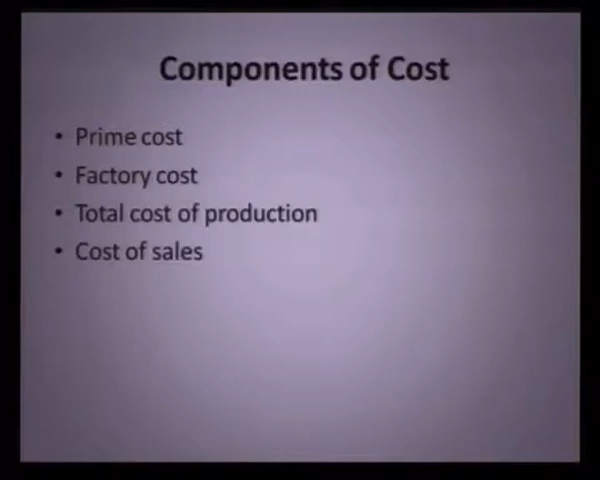 Components of Cost
• Prime cost
• Factory cost
• Total cost of production
• Cost of sales